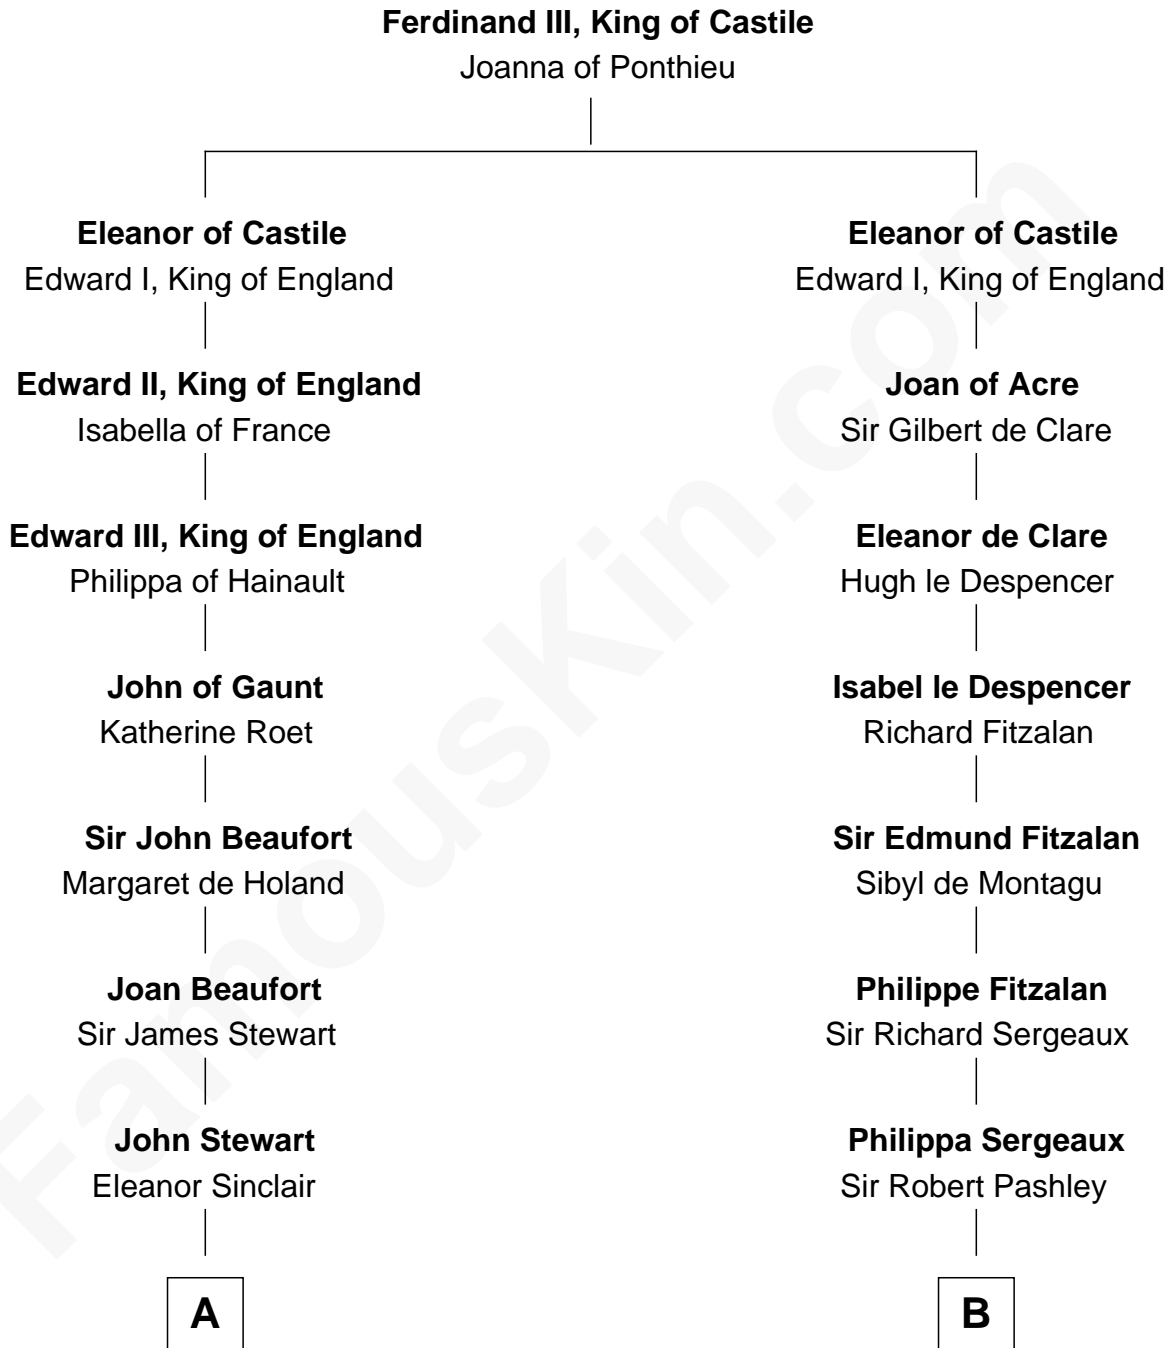 Ferdinand III, King of Castile
Joanna of Ponthieu
Eleanor of Castile
Edward I, King of England
Edward II, King of England
Isabella of France
Edward III, King of England
Philippa of Hainault
John of Gaunt
Katherine Roet
Sir John Beaufort
Margaret de Holand
Joan Beaufort
Sir James Stewart
John Stewart
Eleanor Sinclair
A
Eleanor of Castile
Edward I, King of England
Joan of Acre
Sir Gilbert de Clare
Eleanor de Clare
Hugh le Despencer
Isabel le Despencer
Richard Fitzalan
Sir Edmund Fitzalan
Sibyl de Montagu
Philippe Fitzalan
Sir Richard Sergeaux
Philippa Sergeaux
Sir Robert Pashley
B
FamousKin.com